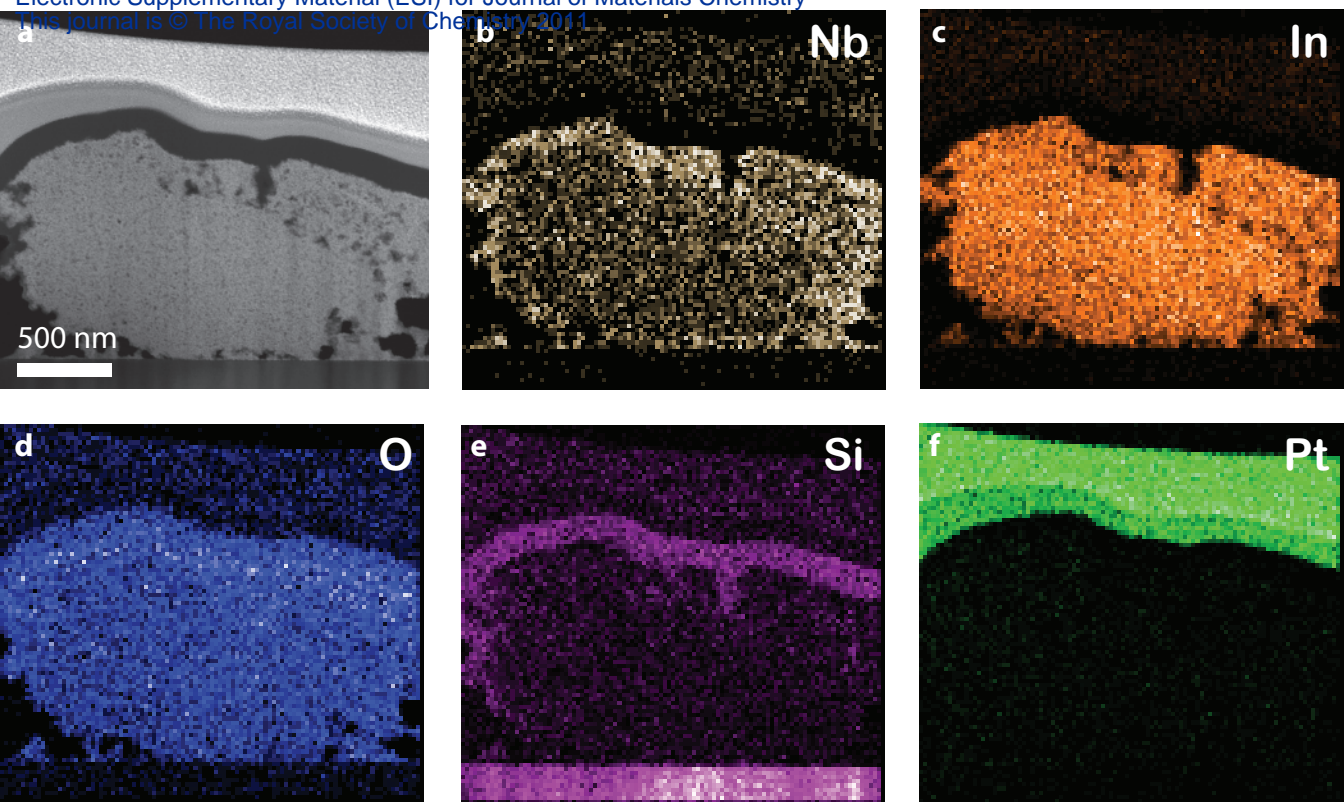 Electronic Supplementary Material (ESI) for Journal of Materials Chemistry
This journal is © The Royal Society of Chemistry 2011
a
b
Nb
c
In
500 nm
d
O
e
Si
f
Pt